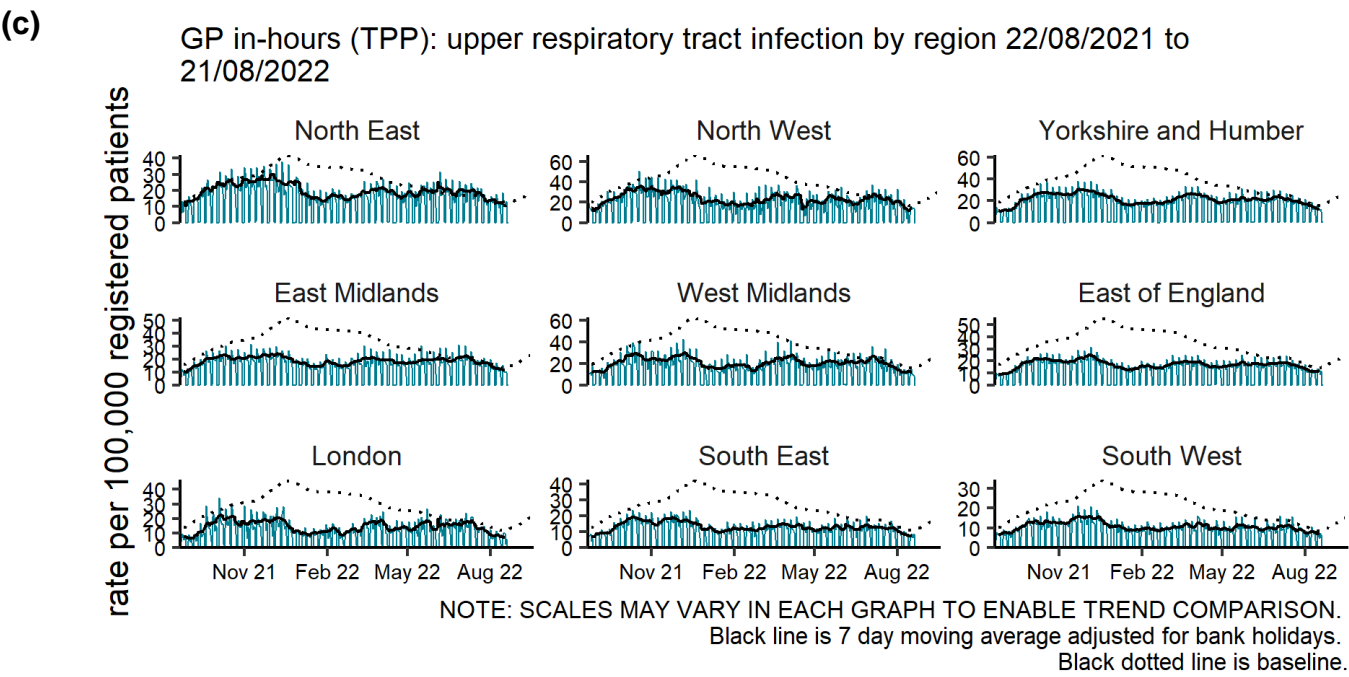 (c)
GP in-hours (TPP): upper respiratory tract infection by region 22/08/2021 to
21/08/2022
rate per 100,000 registered patients
North East
North West
Yorkshire and Humber
40
30
20
10
0
60
40
20
0
60
40
20
0
East Midlands
West Midlands
East of England
50
40
30
20
10
0
60
40
20
0
50
40
30
20
10
0
London
South East
South West
40
30
20
10
0
40
30
20
10
0
30
20
10
0
Nov 21 Feb 22 May 22 Aug 22
Nov 21 Feb 22 May 22 Aug 22
Nov 21 Feb 22 May 22 Aug 22
NOTE: SCALES MAY VARY IN EACH GRAPH TO ENABLE TREND COMPARISON.
Black line is 7 day moving average adjusted for bank holidays.
Black dotted line is baseline.